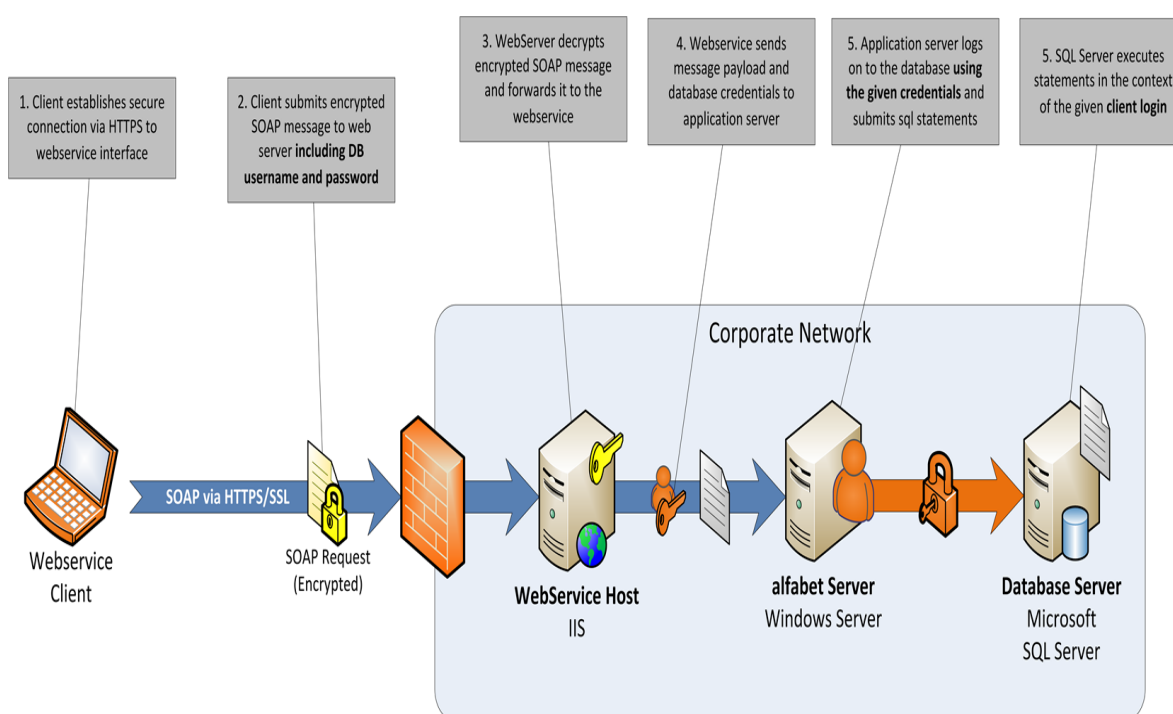 1. Client establishes secure
connection via HTTPS to
webservice interface
2. Client submits encrypted
SOAP message to web
server including DB
username and password
3. WebServer decrypts
encrypted SOAP message
and forwards it to the
webservice
4. Webservice sends
message payload and
database credentials to
application server
5. Application server logs
on to the database using
the given credentials and
submits sql statements
5. SQL Server executes
statements in the context
of the given client login
Corporate Network
SOAP via HTTPS/SSL
Webservice
Client
SOAP Request
(Encrypted)
WebService Host
IIS
alfabet Server
Windows Server
Database Server
Microsoft
SQL Server